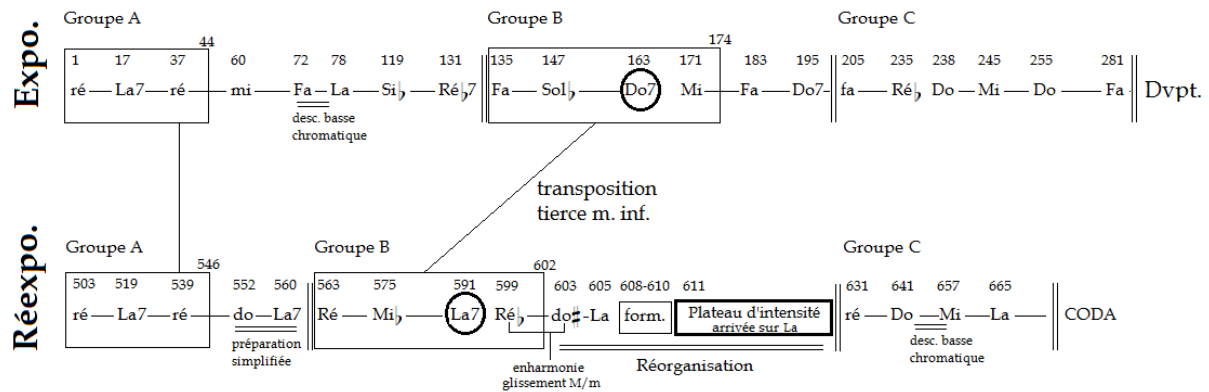 Expo.
Groupe A
Groupe B
Groupe C
44
174
1 17 37 60 72 78 119 131 135 147 163 171 183 195 205 235 238 245 255 281
ré — La7 — ré — mi — Fa — La — Si♭ — Ré♭7 Fa — Sol♭ — Do7 Mi — Fa — Do7 fa — Ré♭ — Do — Mi — Do — Fa Dvpt.
desc. basse
chromatique
transposition
tierce m. inf.
Réexpo.
Groupe A
Groupe B
Groupe C
546
602
503 519 539 552 560 563 575 591 599 603 605 608-610 611 631 641 657 665
ré — La7 — ré — do — La7 Ré — Mi♭ — La7 Ré♭ — do♯-La form. Plateau d'intensité ré — Do — Mi — La — CODA
arrivée sur La
préparation
simplifiée
desc. basse
chromatique
enharmonie
glissement M/m
Réorganisation